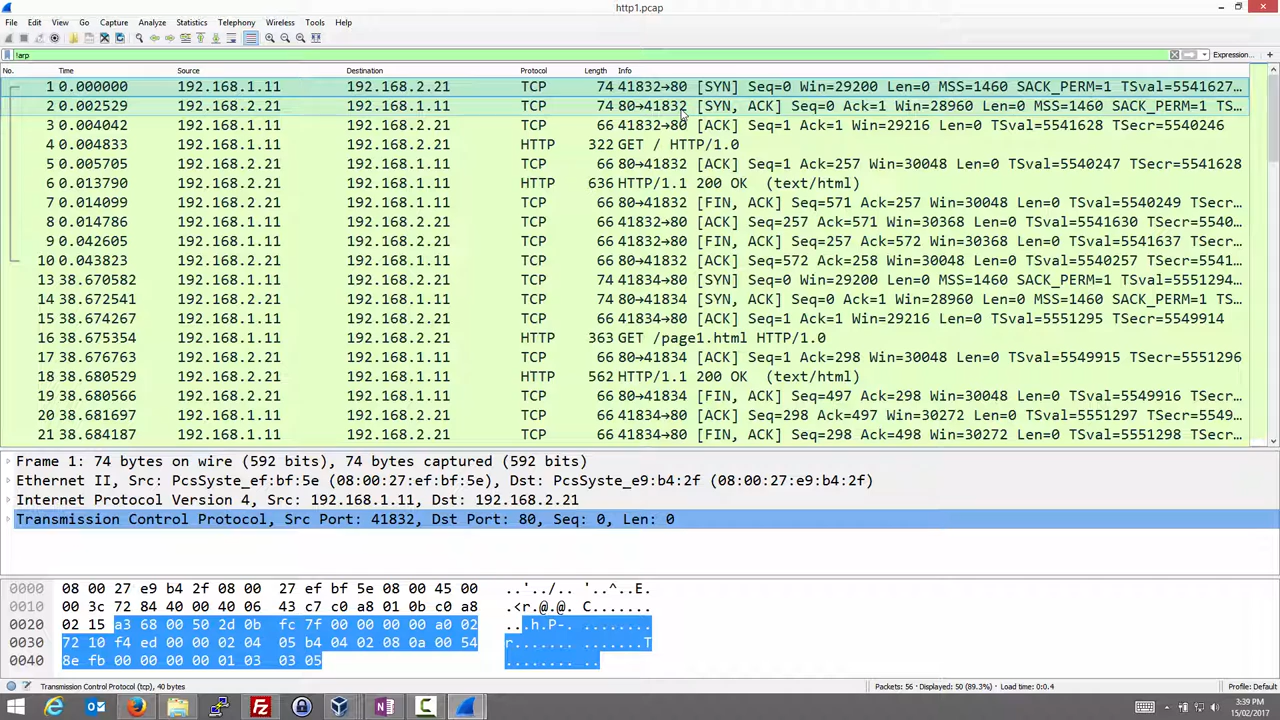 http1.pcap
File Edit View Go Capture Analyze Statistics Telephony Wireless Tools Help
!arp Expression… +
No. Time Source Destination Protocol Length Info
1 0.000000 192.168.1.11 192.168.2.21 TCP 74 41832→80 [SYN] Seq=0 Win=29200 Len=0 MSS=1460 SACK_PERM=1 TSval=5541627…
2 0.002529 192.168.2.21 192.168.1.11 TCP 74 80→41832 [SYN, ACK] Seq=0 Ack=1 Win=28960 Len=0 MSS=1460 SACK_PERM=1 TS…
3 0.004042 192.168.1.11 192.168.2.21 TCP 66 41832→80 [ACK] Seq=1 Ack=1 Win=29216 Len=0 TSval=5541628 TSecr=5540246
4 0.004833 192.168.1.11 192.168.2.21 HTTP 322 GET / HTTP/1.0
5 0.005705 192.168.2.21 192.168.1.11 TCP 66 80→41832 [ACK] Seq=1 Ack=257 Win=30048 Len=0 TSval=5540247 TSecr=5541628
6 0.013790 192.168.2.21 192.168.1.11 HTTP 636 HTTP/1.1 200 OK (text/html)
7 0.014099 192.168.2.21 192.168.1.11 TCP 66 80→41832 [FIN, ACK] Seq=571 Ack=257 Win=30048 Len=0 TSval=5540249 TSecr…
8 0.014786 192.168.1.11 192.168.2.21 TCP 66 41832→80 [ACK] Seq=257 Ack=571 Win=30368 Len=0 TSval=5541630 TSecr=5540…
9 0.042605 192.168.1.11 192.168.2.21 TCP 66 41832→80 [FIN, ACK] Seq=257 Ack=572 Win=30368 Len=0 TSval=5541637 TSecr…
10 0.043823 192.168.2.21 192.168.1.11 TCP 66 80→41832 [ACK] Seq=572 Ack=258 Win=30048 Len=0 TSval=5540257 TSecr=5541…
13 38.670582 192.168.1.11 192.168.2.21 TCP 74 41834→80 [SYN] Seq=0 Win=29200 Len=0 MSS=1460 SACK_PERM=1 TSval=5551294…
14 38.672541 192.168.2.21 192.168.1.11 TCP 74 80→41834 [SYN, ACK] Seq=0 Ack=1 Win=28960 Len=0 MSS=1460 SACK_PERM=1 TS…
15 38.674267 192.168.1.11 192.168.2.21 TCP 66 41834→80 [ACK] Seq=1 Ack=1 Win=29216 Len=0 TSval=5551295 TSecr=5549914
16 38.675354 192.168.1.11 192.168.2.21 HTTP 363 GET /page1.html HTTP/1.0
17 38.676763 192.168.2.21 192.168.1.11 TCP 66 80→41834 [ACK] Seq=1 Ack=298 Win=30048 Len=0 TSval=5549915 TSecr=5551296
18 38.680529 192.168.2.21 192.168.1.11 HTTP 562 HTTP/1.1 200 OK (text/html)
19 38.680566 192.168.2.21 192.168.1.11 TCP 66 80→41834 [FIN, ACK] Seq=497 Ack=298 Win=30048 Len=0 TSval=5549916 TSecr…
20 38.681697 192.168.1.11 192.168.2.21 TCP 66 41834→80 [ACK] Seq=298 Ack=497 Win=30272 Len=0 TSval=5551297 TSecr=5549…
21 38.684187 192.168.1.11 192.168.2.21 TCP 66 41834→80 [FIN, ACK] Seq=298 Ack=498 Win=30272 Len=0 TSval=5551298 TSecr…
Frame 1: 74 bytes on wire (592 bits), 74 bytes captured (592 bits)
Ethernet II, Src: PcsSyste_ef:bf:5e (08:00:27:ef:bf:5e), Dst: PcsSyste_e9:b4:2f (08:00:27:e9:b4:2f)
Internet Protocol Version 4, Src: 192.168.1.11, Dst: 192.168.2.21
Transmission Control Protocol, Src Port: 41832, Dst Port: 80, Seq: 0, Len: 0
0000 08 00 27 e9 b4 2f 08 00 27 ef bf 5e 08 00 45 00 ..'../.. '..^..E.
0010 00 3c 72 84 40 00 40 06 43 c7 c0 a8 01 0b c0 a8 .<r.@.@. C.......
0020 02 15 a3 68 00 50 2d 0b fc 7f 00 00 00 00 a0 02 ...h.P-. ........
0030 72 10 f4 ed 00 00 02 04 05 b4 04 02 08 0a 00 54 r....... .......T
0040 8e fb 00 00 00 00 01 03 03 05 ........ ..
Transmission Control Protocol (tcp), 40 bytes Packets: 56 · Displayed: 50 (89.3%) · Load time: 0:0.4 Profile: Default
3:39 PM
15/02/2017